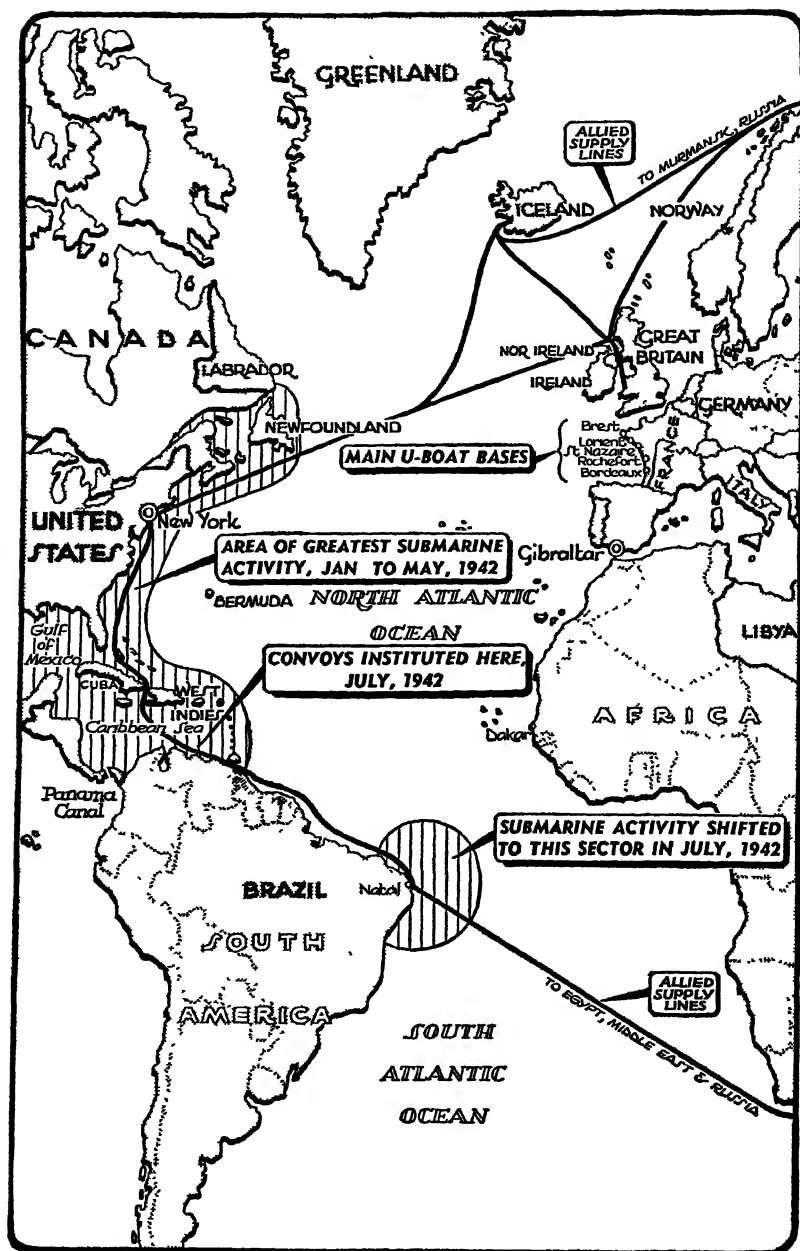 GREENLAND
ALLIED
SUPPLY
LINES
TO MURMANSK, RUSSIA
ICELAND
NORWAY
CANADA
LABRADOR
NOR IRELAND
GREAT
BRITAIN
IRELAND
GERMANY
NEWFOUNDLAND
Brest
Lorient
St Nazaire
Rochefort
Bordeaux
FRANCE
MAIN U-BOAT BASES
ITALY
UNITED
STATES
New York
Gibraltar
AREA OF GREATEST SUBMARINE
ACTIVITY, JAN TO MAY, 1942
BERMUDA
NORTH ATLANTIC
OCEAN
LIBYA
Gulf
of
Mexico
CONVOYS INSTITUTED HERE,
JULY, 1942
CUBA
WEST
INDIES
Caribbean Sea
AFRICA
Dakar
Panama
Canal
SUBMARINE ACTIVITY SHIFTED
TO THIS SECTOR IN JULY, 1942
BRAZIL
Natal
SOUTH
AMERICA
ALLIED
SUPPLY
LINES
TO EGYPT, MIDDLE EAST & RUSSIA
SOUTH
ATLANTIC
OCEAN